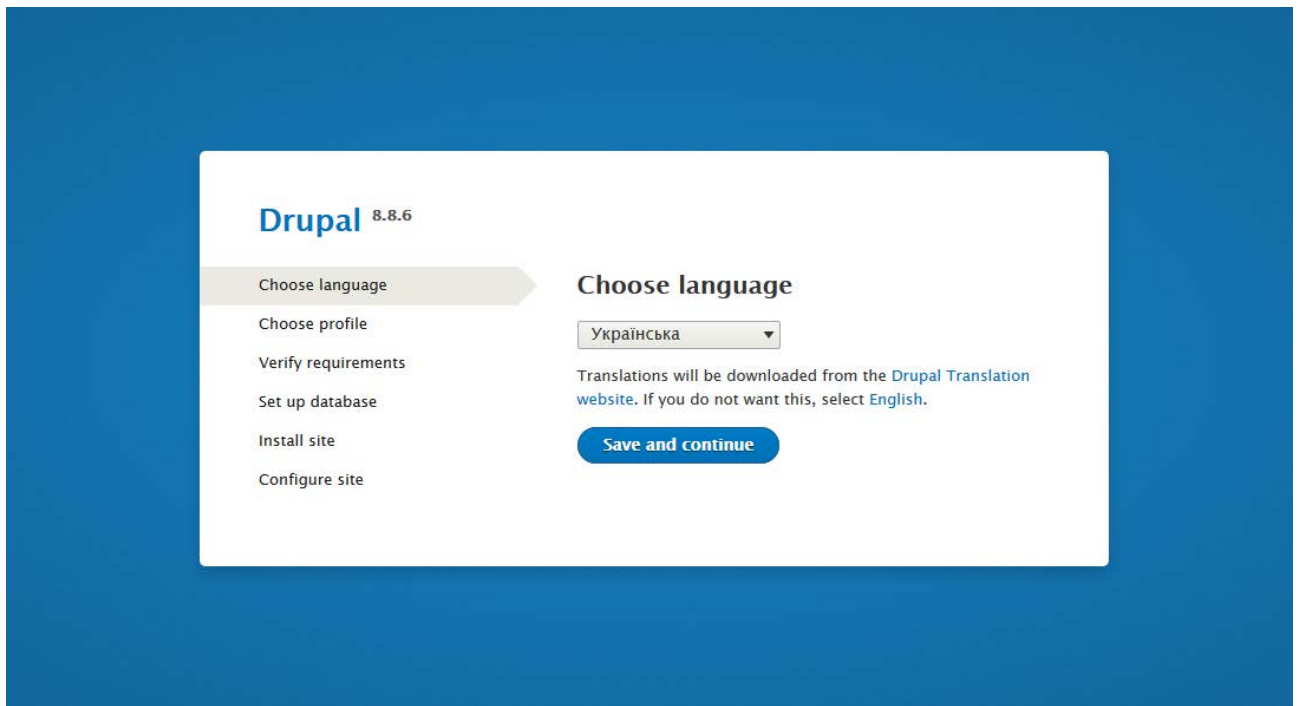 Drupal 8.8.6
Choose language
Choose profile
Verify requirements
Set up database
Install site
Configure site
Choose language
Українська
Translations will be downloaded from the Drupal Translation
website. If you do not want this, select English.
Save and continue